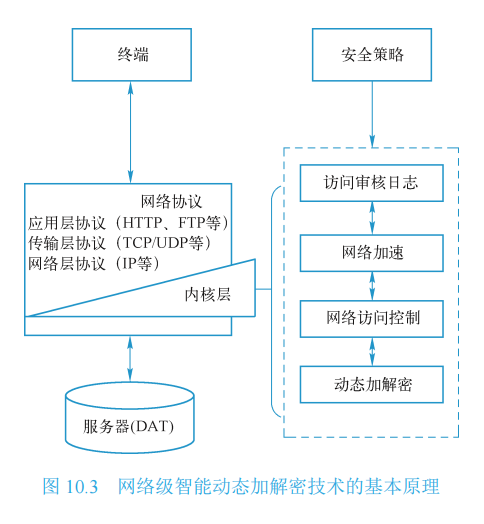 终端
安全策略
网络协议
应用层协议（HTTP、FTP等）
传输层协议（TCP/UDP等）
网络层协议（IP等）
内核层
服务器(DAT)
访问审核日志
网络加速
网络访问控制
动态加解密
图 10.3 网络级智能动态加解密技术的基本原理